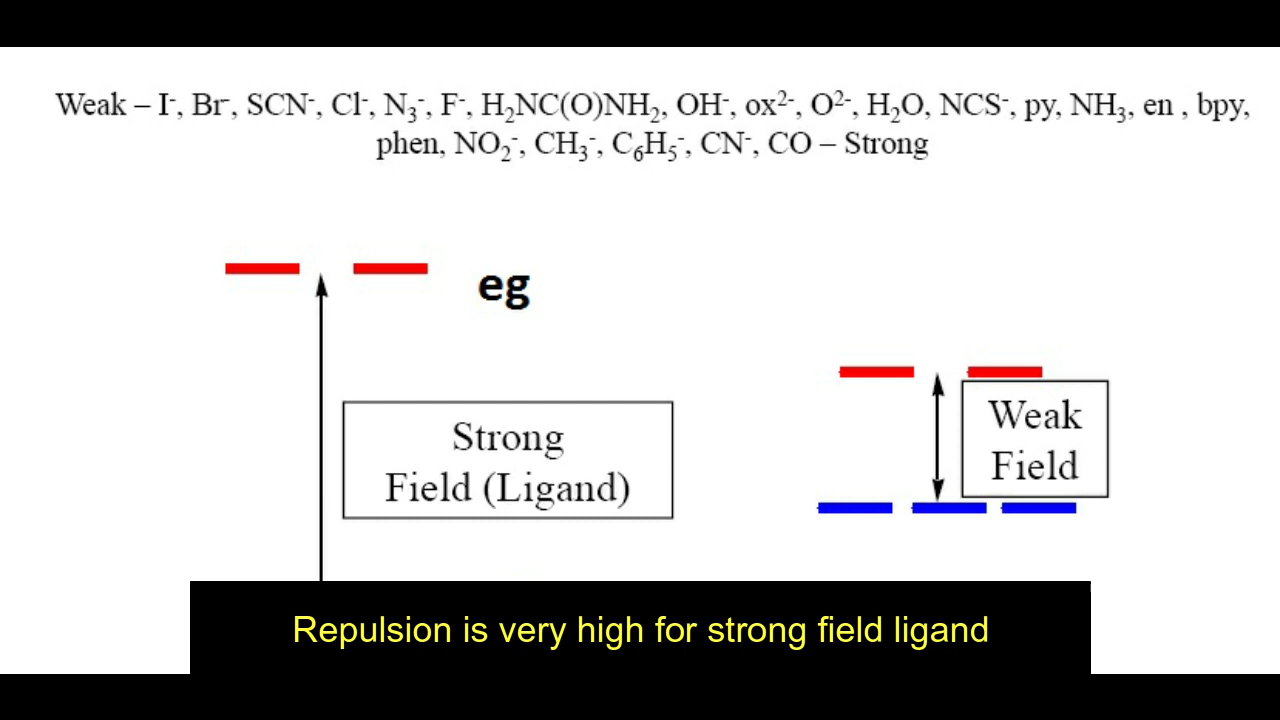 Weak – I⁻, Br⁻, SCN⁻, Cl⁻, N₃⁻, F⁻, H₂NC(O)NH₂, OH⁻, ox²⁻, O²⁻, H₂O, NCS⁻, py, NH₃, en , bpy,
phen, NO₂⁻, CH₃⁻, C₆H₅⁻, CN⁻, CO – Strong
eg
Strong
Field (Ligand)
Weak
Field
Repulsion is very high for strong field ligand